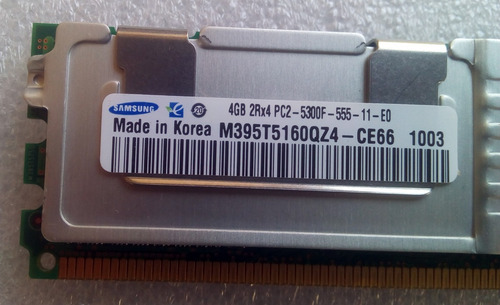 SAMSUNG
4GB 2Rx4 PC2-5300F-555-11-E0
Made in Korea M395T5160QZ4-CE66 1003